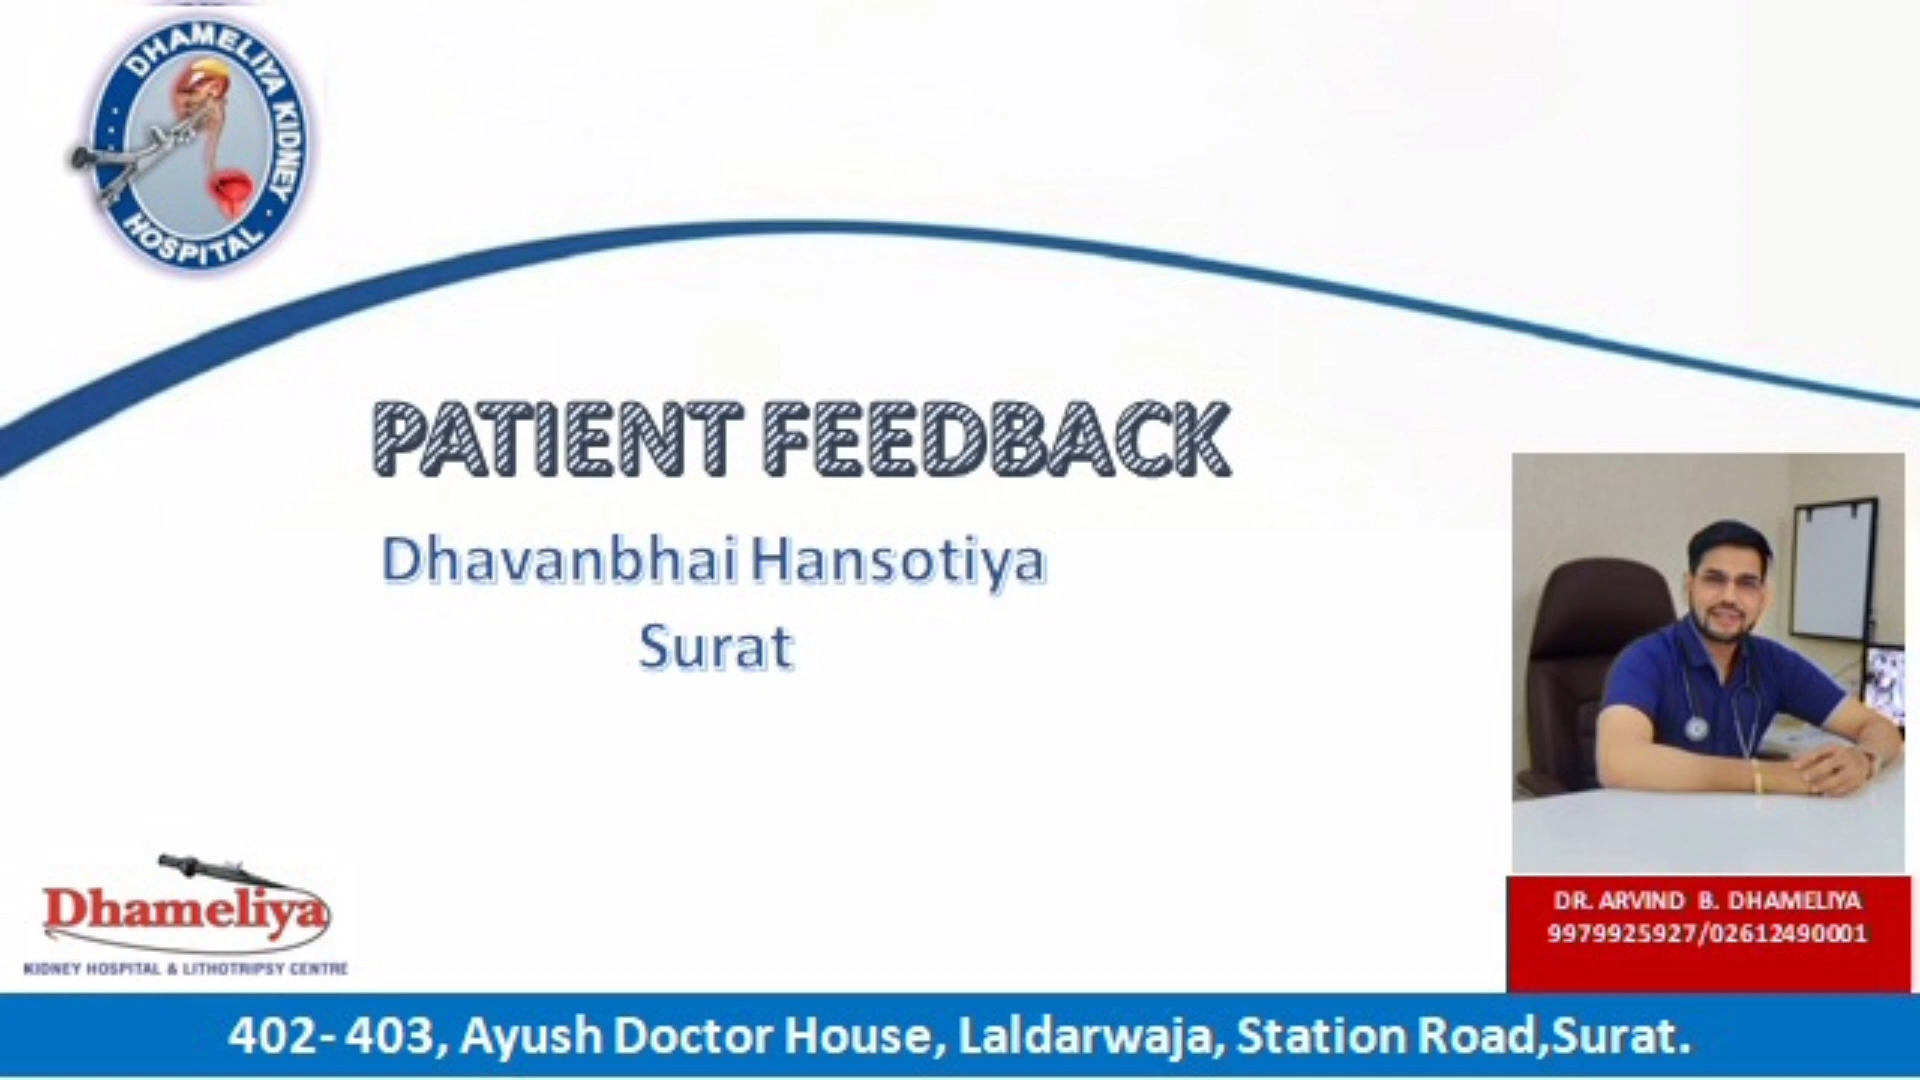 DHAMELIYA KIDNEY
HOSPITAL
PATIENT FEEDBACK
Dhavanbhai Hansotiya
Surat
Dhameliya
KIDNEY HOSPITAL & LITHOTRIPSY CENTRE
DR. ARVIND B. DHAMELIYA
9979925927/02612490001
402-403, Ayush Doctor House, Laldarwaja, Station Road,Surat.